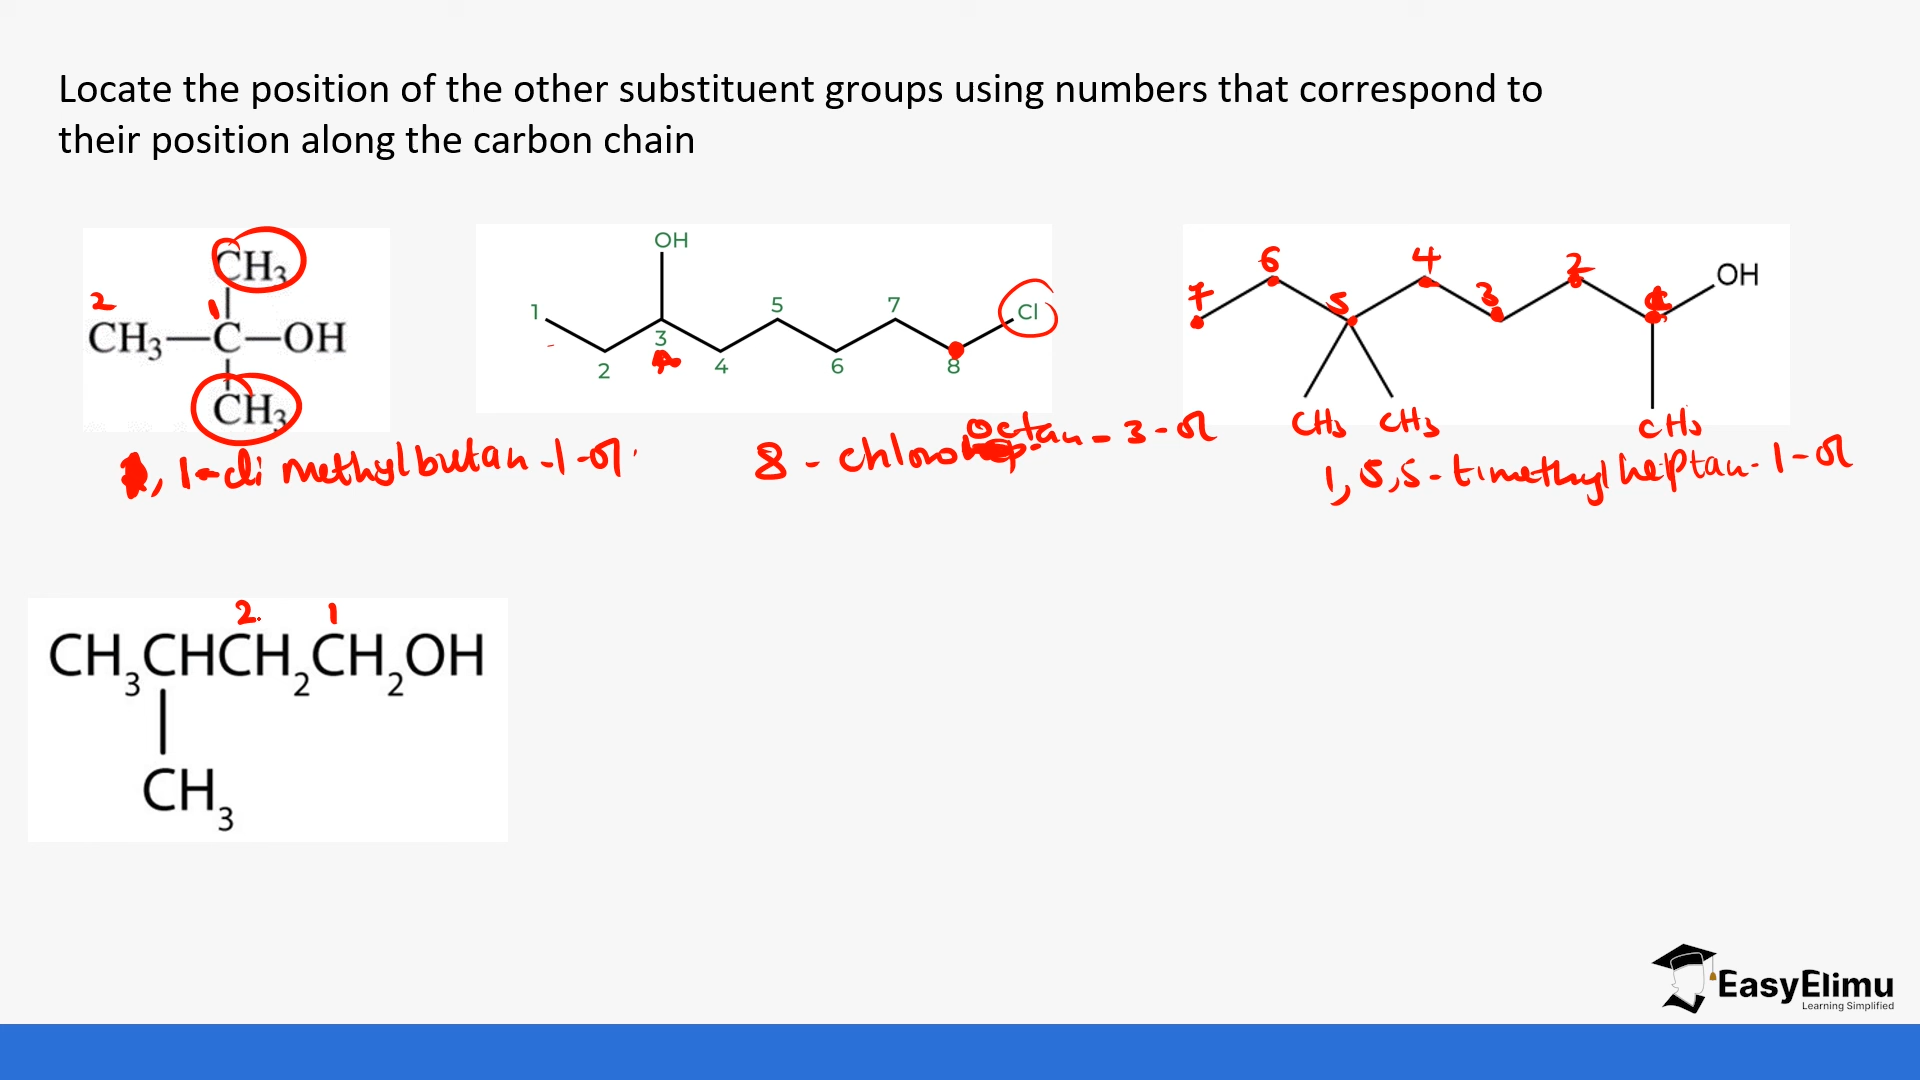 Locate the position of the other substituent groups using numbers that correspond to
their position along the carbon chain
CH3
2 1
CH3—C—OH
CH3
, 1-di methylbutan-1-ol
OH
Cl
1 2 3 4 5 6 7 8
8 - chloro octan - 3 - ol
OH
7 6 5 4 3 2
CH3 CH3 CH3
1, 5, 5 - timethyl heptan - 1 - ol
2. 1
CH3CHCH2CH2OH
CH3
EasyElimu
Learning Simplified